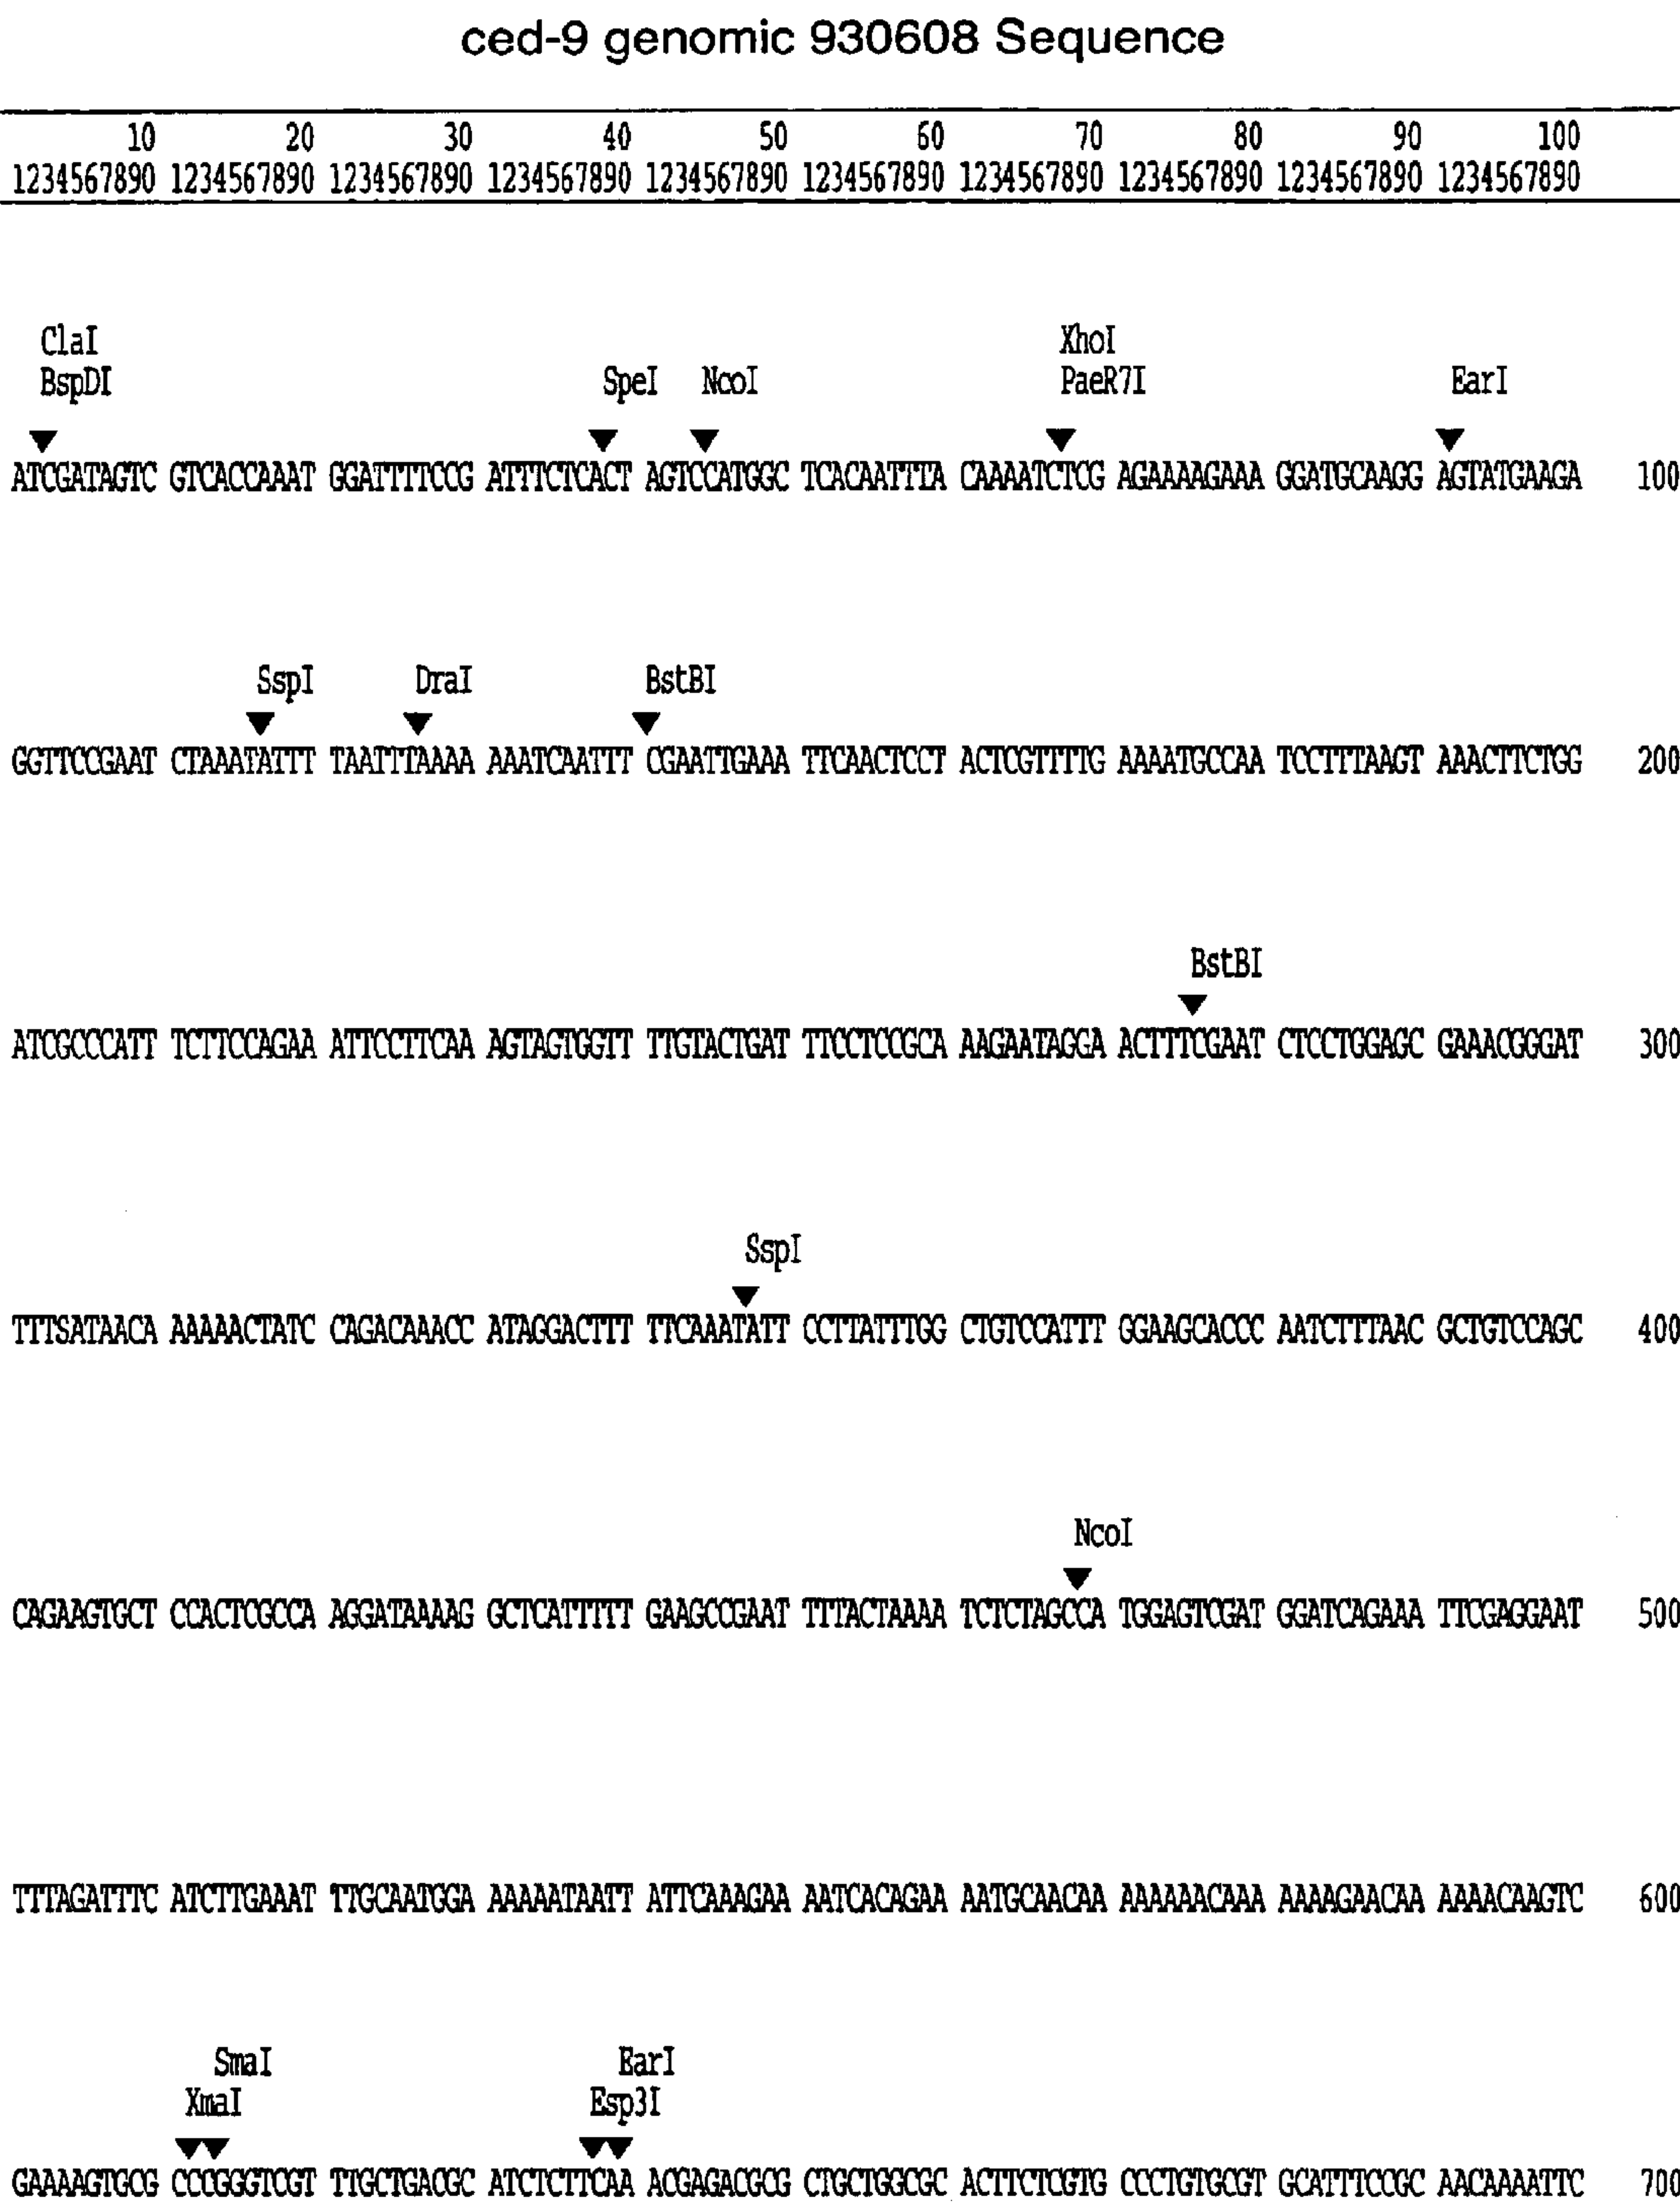 ced-9 genomic 930608 Sequence
10 20 30 40 50 60 70 80 90 100
1234567890 1234567890 1234567890 1234567890 1234567890 1234567890 1234567890 1234567890 1234567890 1234567890
ClaI XhoI
BspDI SpeI NcoI PaeR7I EarI
ATCGATAGTC GTCACCAAAT GGATTTTCCG ATTTCTCACT AGTCCATGGC TCACAATTTA CAAAATCTCG AGAAAAGAAA GGATGCAAGG AGTATGAAGA 100
SspI DraI BstBI
GGTTCCGAAT CTAAATATTT TAATTTAAAA AAATCAATTT CGAATTGAAA TTCAACTCCT ACTCGTTTTG AAAATGCCAA TCCTTTAAGT AAACTTCTGG 200
BstBI
ATCGCCCATT TCTTCCAGAA ATTCCTTCAA AGTAGTGGTT TTGTACTGAT TTCCTCCGCA AAGAATAGGA ACTTTCGAAT CTCCTGGAGC GAAACGGGAT 300
SspI
TTTSATAACA AAAAACTATC CAGACAAACC ATAGGACTTT TTCAAATATT CCTTATTTGG CTGTCCATTT GGAAGCACCC AATCTTTAAC GCTGTCCAGC 400
NcoI
CAGAAGTGCT CCACTCGCCA AGGATAAAAG GCTCATTTTT GAAGCCGAAT TTTACTAAAA TCTCTAGCCA TGGAGTCGAT GGATCAGAAA TTCGAGGAAT 500
TTTAGATTTC ATCTTGAAAT TTGCAATGGA AAAAATAATT ATTCAAAGAA AATCACAGAA AATGCAACAA AAAAAACAAA AAAAGAACAA AAAACAAGTC 600
SmaI EarI
XmaI Esp3I
GAAAAGTGCG CCCGGGTCGT TTGCTGACGC ATCTCTTCAA ACGAGACGCG CTGCTGGCGC ACTTCTCGTG CCCTGTGCGT GCATTTCCGC AACAAAATTC 700